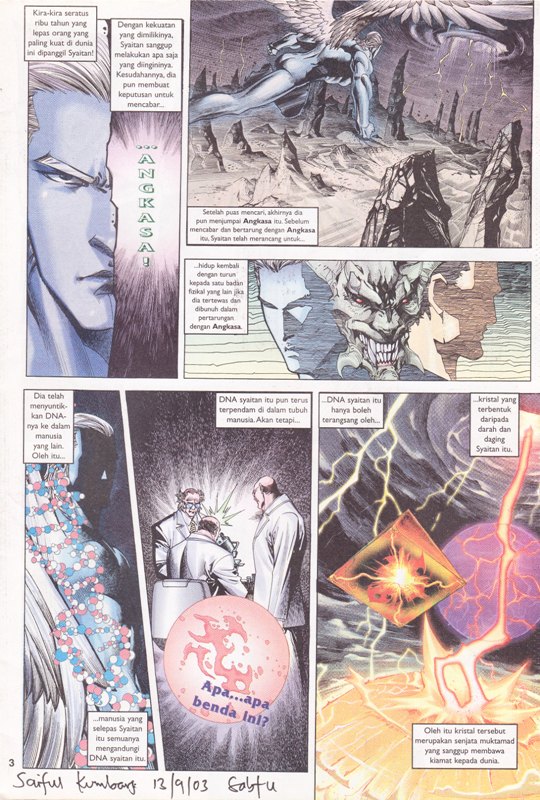 Kira-kira seratus
ribu tahun yang
lepas orang yang
paling kuat di dunia
ini dipanggil Syaitan!
Dengan kekuatan
yang dimilikinya,
Syaitan sanggup
melakukan apa saja
yang diingininya.
Kesudahannya, dia
pun membuat
keputusan untuk
mencabar...
...ANGKASA!
Setelah puas mencari, akhirnya dia
pun menjumpai Angkasa itu. Sebelum
mencabar dan bertarung dengan Angkasa
itu, Syaitan telah merancang untuk...
...hidup kembali
dengan turun
kepada satu badan
fizikal yang lain jika
dia tertewas dan
dibunuh dalam
pertarungan
dengan Angkasa.
Dia telah
menyuntik-
kan DNA-
nya ke dalam
manusia
yang lain.
Oleh itu...
...manusia yang
selepas Syaitan
itu semuanya
mengandungi
DNA syaitan itu.
DNA syaitan itu pun terus
terpendam di dalam tubuh
manusia. Akan tetapi...
Apa...apa
benda ini?
...DNA syaitan itu
hanya boleh
terangsang oleh...
...kristal yang
terbentuk
daripada
darah dan
daging
Syaitan itu.
Oleh itu kristal tersebut
merupakan senjata muktamad
yang sanggup membawa
kiamat kepada dunia.
3
Saiful Kumbang 13/9/03 Sabtu